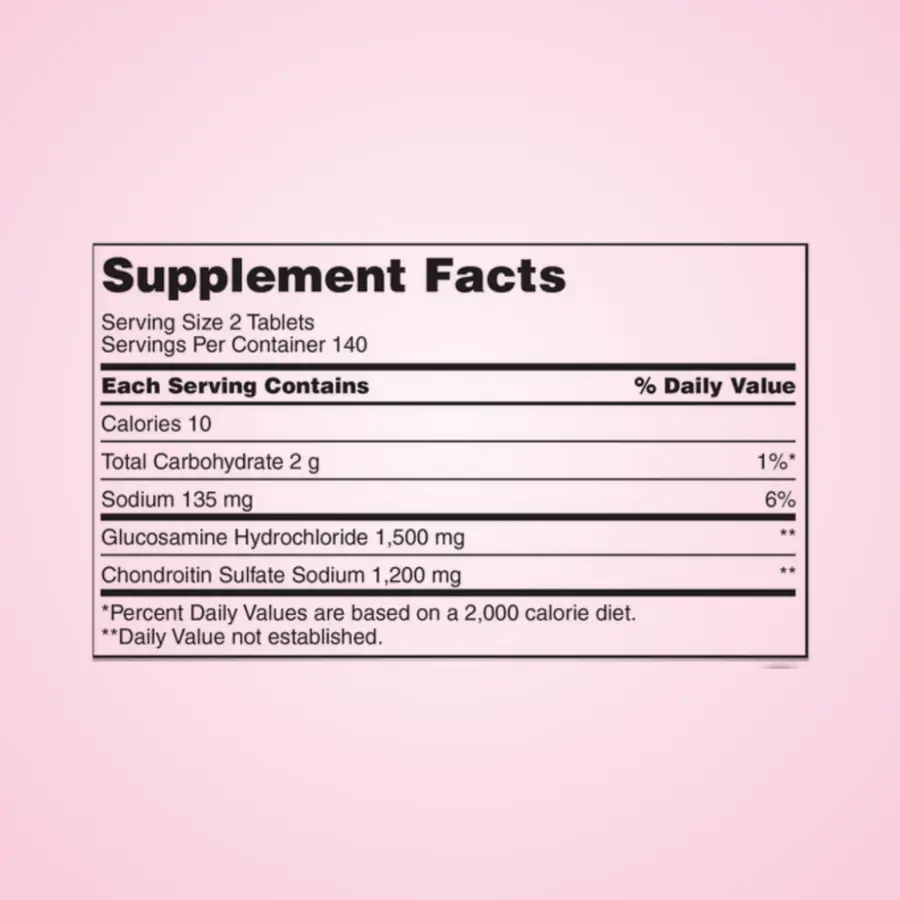 Supplement Facts
Serving Size 2 Tablets
Servings Per Container 140
Each Serving Contains % Daily Value
Calories 10
Total Carbohydrate 2 g 1%*
Sodium 135 mg 6%
Glucosamine Hydrochloride 1,500 mg **
Chondroitin Sulfate Sodium 1,200 mg **
*Percent Daily Values are based on a 2,000 calorie diet.
**Daily Value not established.